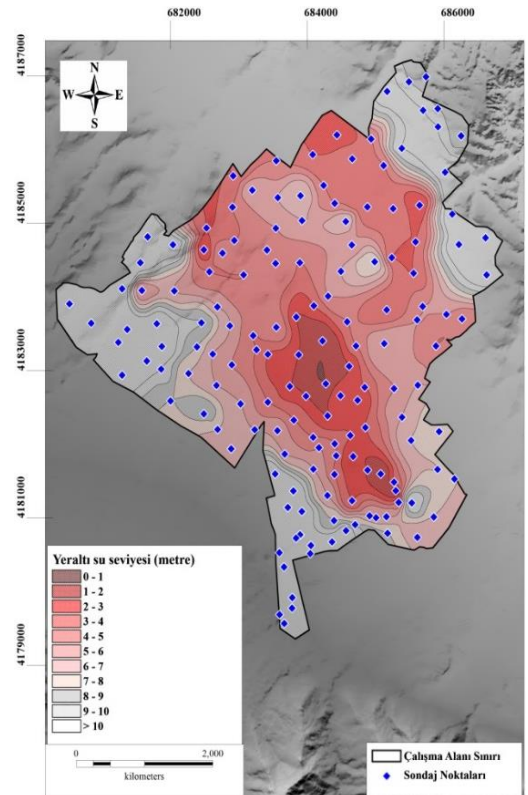 682000 684000 686000
4187000
N
W E
S
4185000
4183000
4181000
4179000
Yeraltı su seviyesi (metre)
0 - 1
1 - 2
2 - 3
3 - 4
4 - 5
5 - 6
6 - 7
7 - 8
8 - 9
9 - 10
> 10
0 2,000
kilometers
Çalışma Alanı Sınırı
Sondaj Noktaları